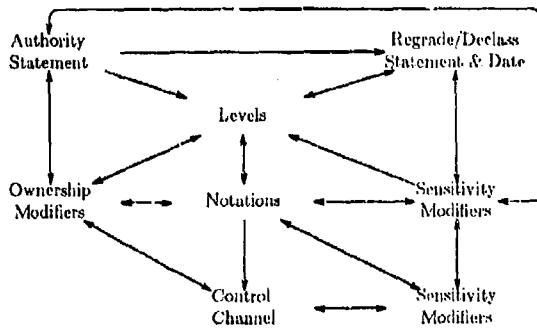 Authority
Statement
Regrade/Declass
Statement & Date
Levels
Ownership
Modifiers
Notations
Sensitivity
Modifiers
Control
Channel
Sensitivity
Modifiers